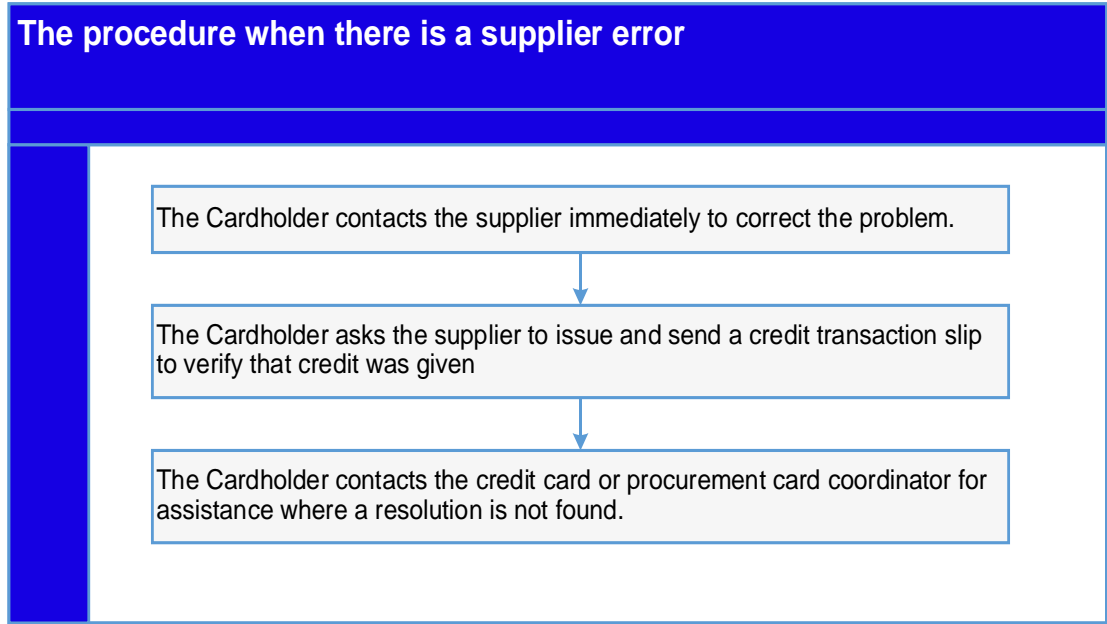 The procedure when there is a supplier error
The Cardholder contacts the supplier immediately to correct the problem.
The Cardholder asks the supplier to issue and send a credit transaction slip
to verify that credit was given
The Cardholder contacts the credit card or procurement card coordinator for
assistance where a resolution is not found.